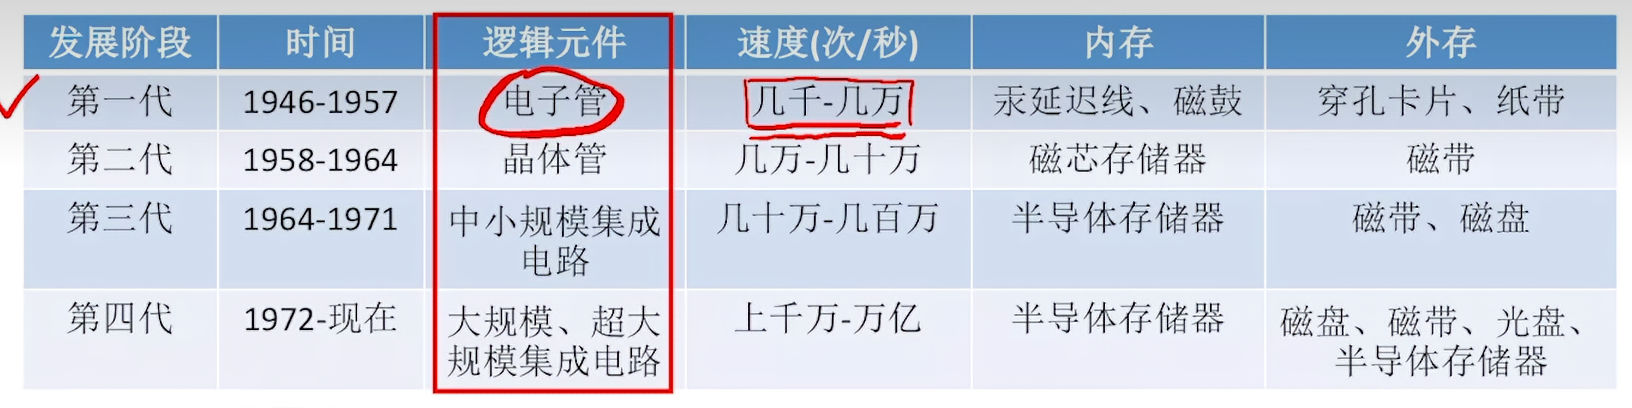 发展阶段 时间 逻辑元件 速度(次/秒) 内存 外存
第一代 1946-1957 电子管 几千-几万 汞延迟线、磁鼓 穿孔卡片、纸带
第二代 1958-1964 晶体管 几万-几十万 磁芯存储器 磁带
第三代 1964-1971 中小规模集成 几十万-几百万 半导体存储器 磁带、磁盘
电路
第四代 1972-现在 大规模、超大 上千万-万亿 半导体存储器 磁盘、磁带、光盘、
规模集成电路 半导体存储器